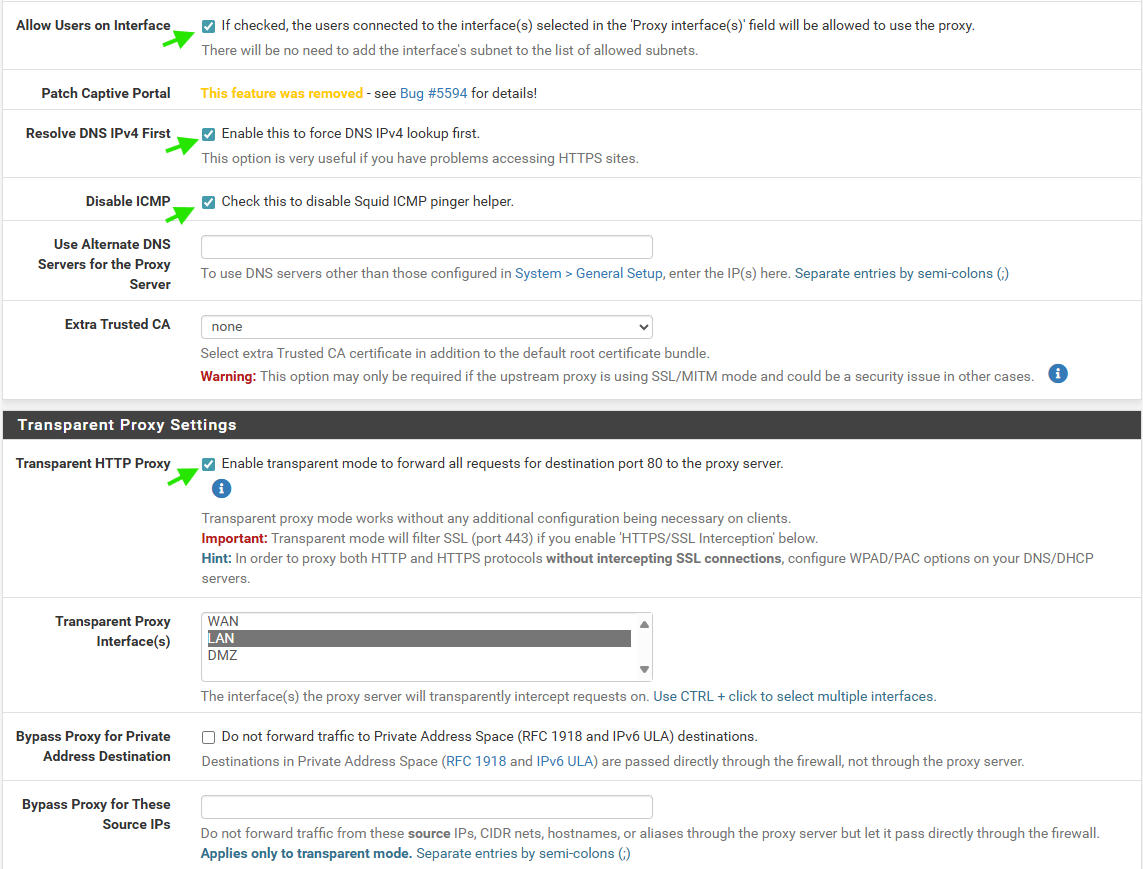 Allow Users on Interface
If checked, the users connected to the interface(s) selected in the 'Proxy interface(s)' field will be allowed to use the proxy.
There will be no need to add the interface's subnet to the list of allowed subnets.
Patch Captive Portal
This feature was removed - see Bug #5594 for details!
Resolve DNS IPv4 First
Enable this to force DNS IPv4 lookup first.
This option is very useful if you have problems accessing HTTPS sites.
Disable ICMP
Check this to disable Squid ICMP pinger helper.
Use Alternate DNS
Servers for the Proxy
Server
To use DNS servers other than those configured in System > General Setup, enter the IP(s) here. Separate entries by semi-colons (;)
Extra Trusted CA
none
Select extra Trusted CA certificate in addition to the default root certificate bundle.
Warning: This option may only be required if the upstream proxy is using SSL/MITM mode and could be a security issue in other cases.
Transparent Proxy Settings
Transparent HTTP Proxy
Enable transparent mode to forward all requests for destination port 80 to the proxy server.
Transparent proxy mode works without any additional configuration being necessary on clients.
Important: Transparent mode will filter SSL (port 443) if you enable 'HTTPS/SSL Interception' below.
Hint: In order to proxy both HTTP and HTTPS protocols without intercepting SSL connections, configure WPAD/PAC options on your DNS/DHCP
servers.
Transparent Proxy
Interface(s)
WAN
LAN
DMZ
The interface(s) the proxy server will transparently intercept requests on. Use CTRL + click to select multiple interfaces.
Bypass Proxy for Private
Address Destination
Do not forward traffic to Private Address Space (RFC 1918 and IPv6 ULA) destinations.
Destinations in Private Address Space (RFC 1918 and IPv6 ULA) are passed directly through the firewall, not through the proxy server.
Bypass Proxy for These
Source IPs
Do not forward traffic from these source IPs, CIDR nets, hostnames, or aliases through the proxy server but let it pass directly through the firewall.
Applies only to transparent mode. Separate entries by semi-colons (;)